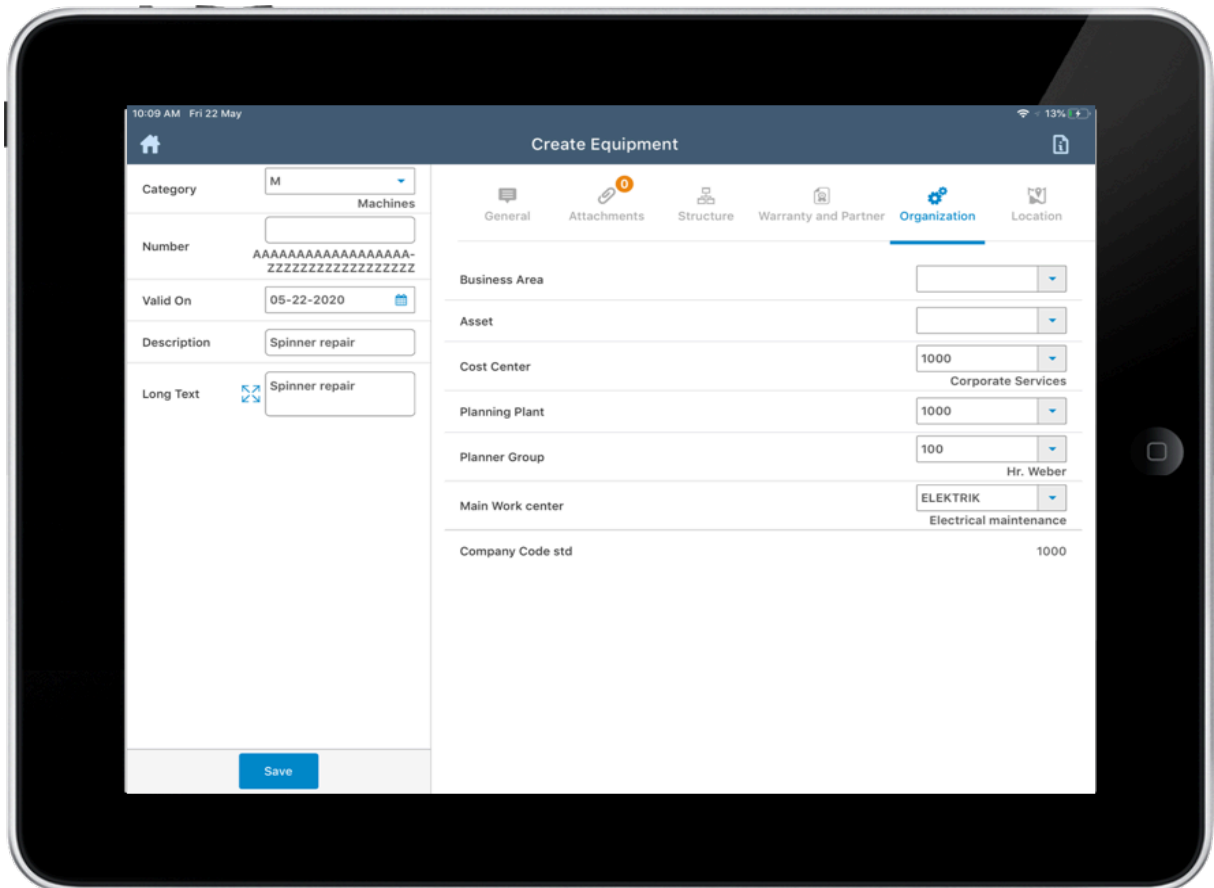 10:09 AM Fri 22 May
13%
Create Equipment
Category
M
Machines
Number
AAAAAAAAAAAAAAAAAA-
ZZZZZZZZZZZZZZZZZZ
Valid On
05-22-2020
Description
Spinner repair
Long Text
Spinner repair
Save
General
0
Attachments
Structure
Warranty and Partner
Organization
Location
Business Area
Asset
Cost Center
1000
Corporate Services
Planning Plant
1000
Planner Group
100
Hr. Weber
Main Work center
ELEKTRIK
Electrical maintenance
Company Code std
1000